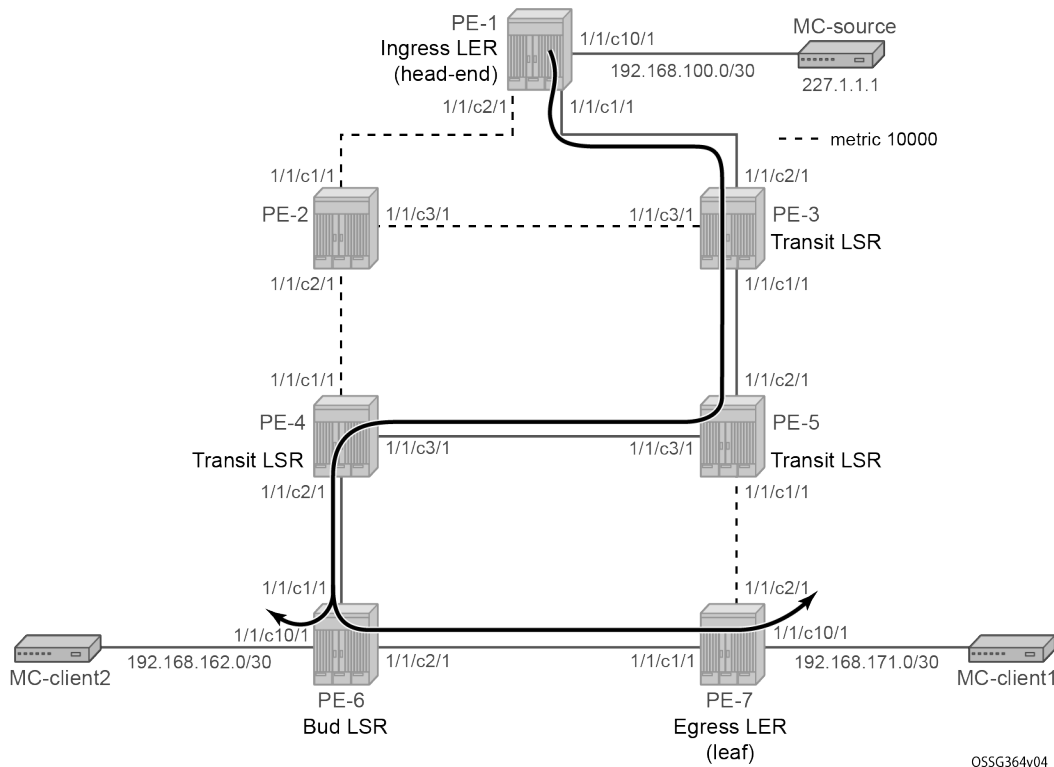 PE-1
Ingress LER
(head-end)
1/1/c10/1
MC-source
192.168.100.0/30
227.1.1.1
1/1/c2/1
1/1/c1/1
metric 10000
1/1/c1/1
1/1/c2/1
PE-2
1/1/c3/1
1/1/c3/1
PE-3
Transit LSR
1/1/c2/1
1/1/c1/1
1/1/c1/1
1/1/c2/1
PE-4
Transit LSR
1/1/c3/1
1/1/c3/1
PE-5
Transit LSR
1/1/c2/1
1/1/c1/1
1/1/c1/1
1/1/c2/1
1/1/c10/1
1/1/c10/1
MC-client2
192.168.162.0/30
1/1/c2/1
1/1/c1/1
192.168.171.0/30
MC-client1
PE-6
Bud LSR
PE-7
Egress LER
(leaf)
OSSG364v04